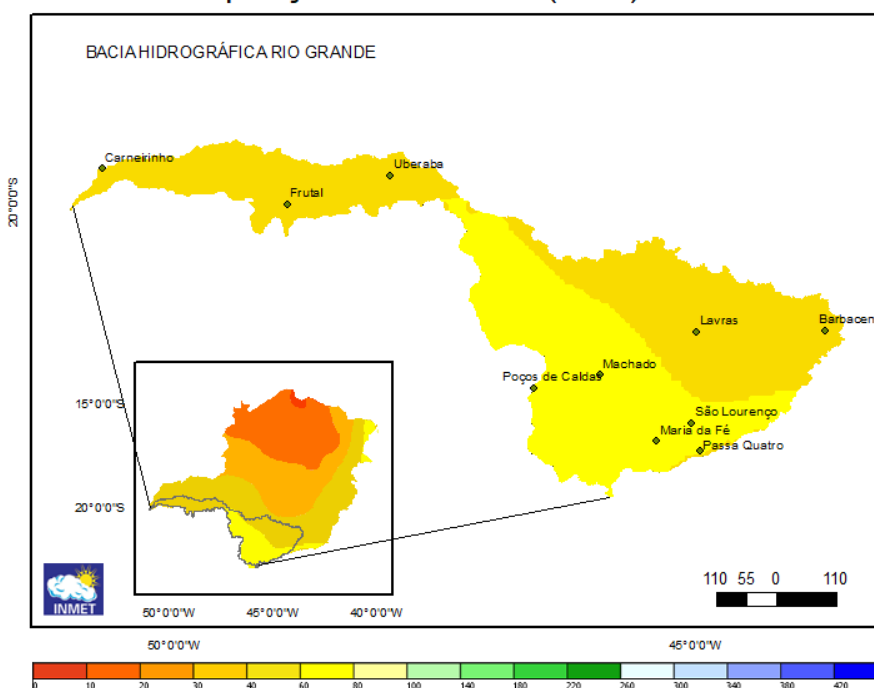 BACIA HIDROGRÁFICA RIO GRANDE
Carneirinho
Uberaba
Frutal
20°0'0"S
Lavras
Barbacen
Machado
Poços de Caldas
São Lourenço
Maria da Fé
Passa Quatro
15°0'0"S
20°0'0"S
INMET
50°0'0"W 45°0'0"W 40°0'0"W
110 55 0 110
50°0'0"W 45°0'0"W
0 10 20 30 40 60 80 100 140 180 220 260 300 340 380 420